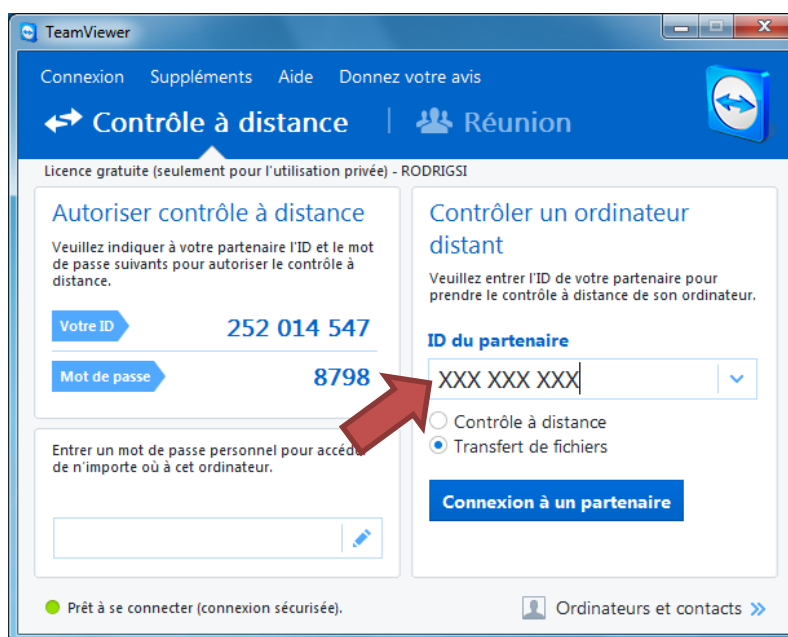 TeamViewer
Connexion Suppléments Aide Donnez votre avis
Contrôle à distance | Réunion
Licence gratuite (seulement pour l'utilisation privée) - RODRIGSI
Autoriser contrôle à distance
Veuillez indiquer à votre partenaire l'ID et le mot
de passe suivants pour autoriser le contrôle à
distance.
Votre ID 252 014 547
Mot de passe 8798
Entrer un mot de passe personnel pour accéder
de n'importe où à cet ordinateur.
Contrôler un ordinateur
distant
Veuillez entrer l'ID de votre partenaire pour
prendre le contrôle à distance de son ordinateur.
ID du partenaire
XXX XXX XXX
Contrôle à distance
Transfert de fichiers
Connexion à un partenaire
Prêt à se connecter (connexion sécurisée).
Ordinateurs et contacts